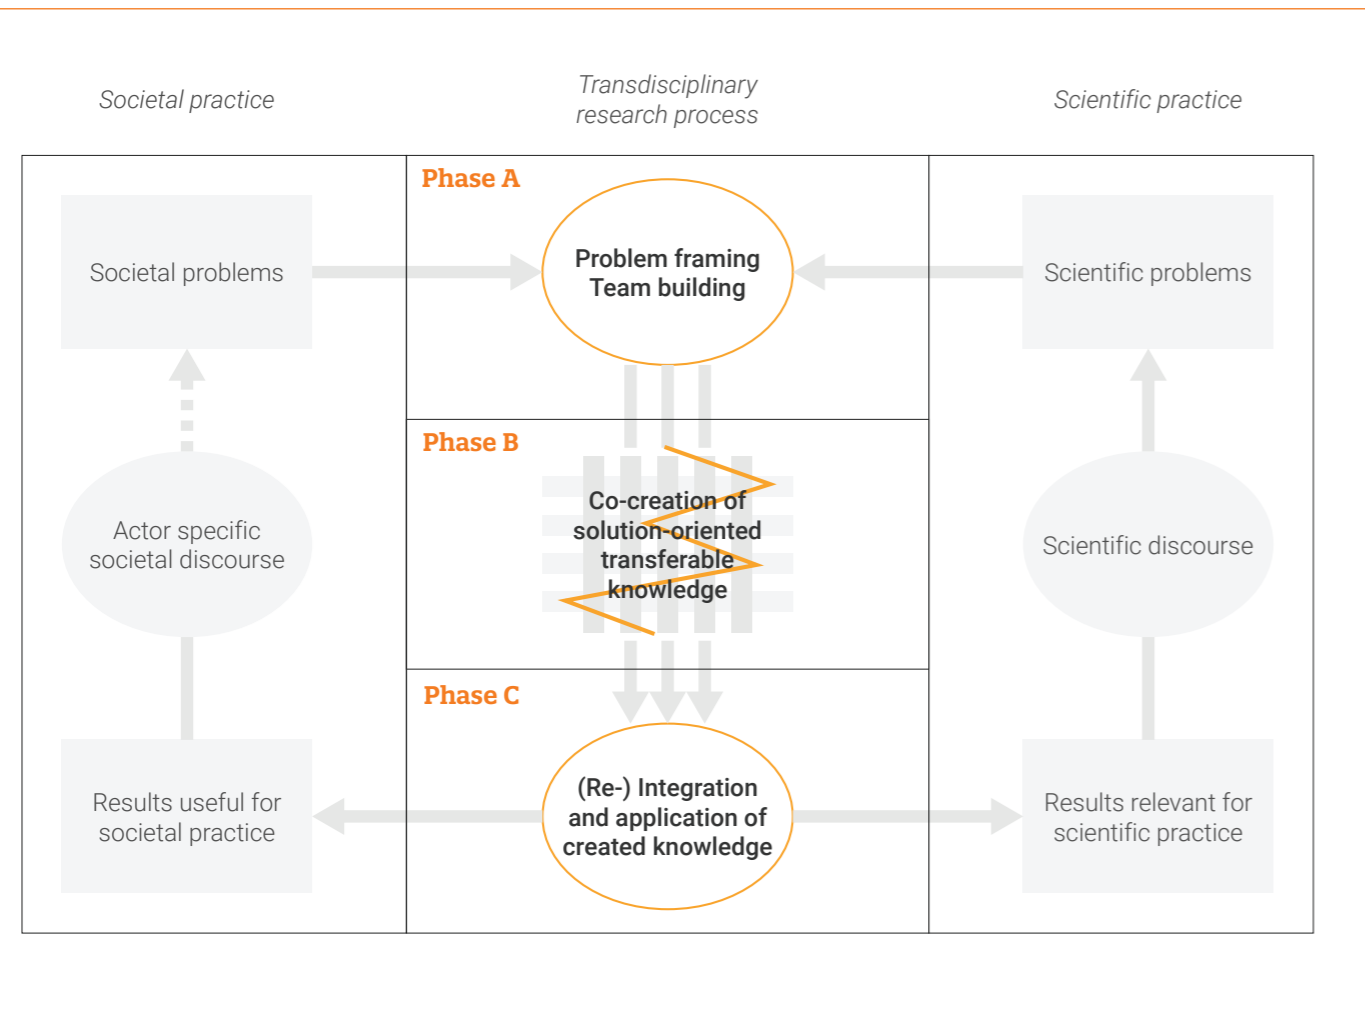 Societal practice
Transdisciplinary
research process
Scientific practice
Phase A
Societal problems
Problem framing
Team building
Scientific problems
Phase B
Actor specific
societal discourse
Co-creation of
solution-oriented
transferable
knowledge
Scientific discourse
Phase C
Results useful for
societal practice
(Re-) Integration
and application of
created knowledge
Results relevant for
scientific practice